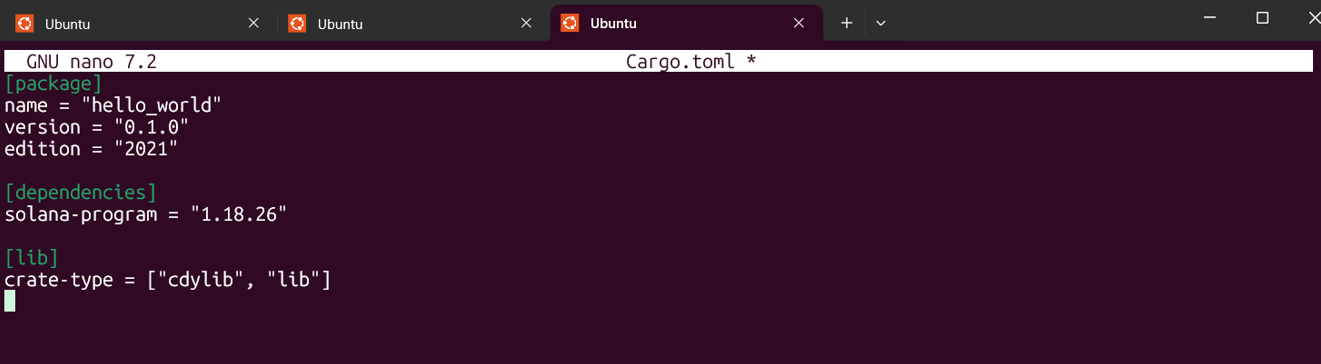 Ubuntu Ubuntu Ubuntu
GNU nano 7.2 Cargo.toml *
[package]
name = "hello_world"
version = "0.1.0"
edition = "2021"
[dependencies]
solana-program = "1.18.26"
[lib]
crate-type = ["cdylib", "lib"]